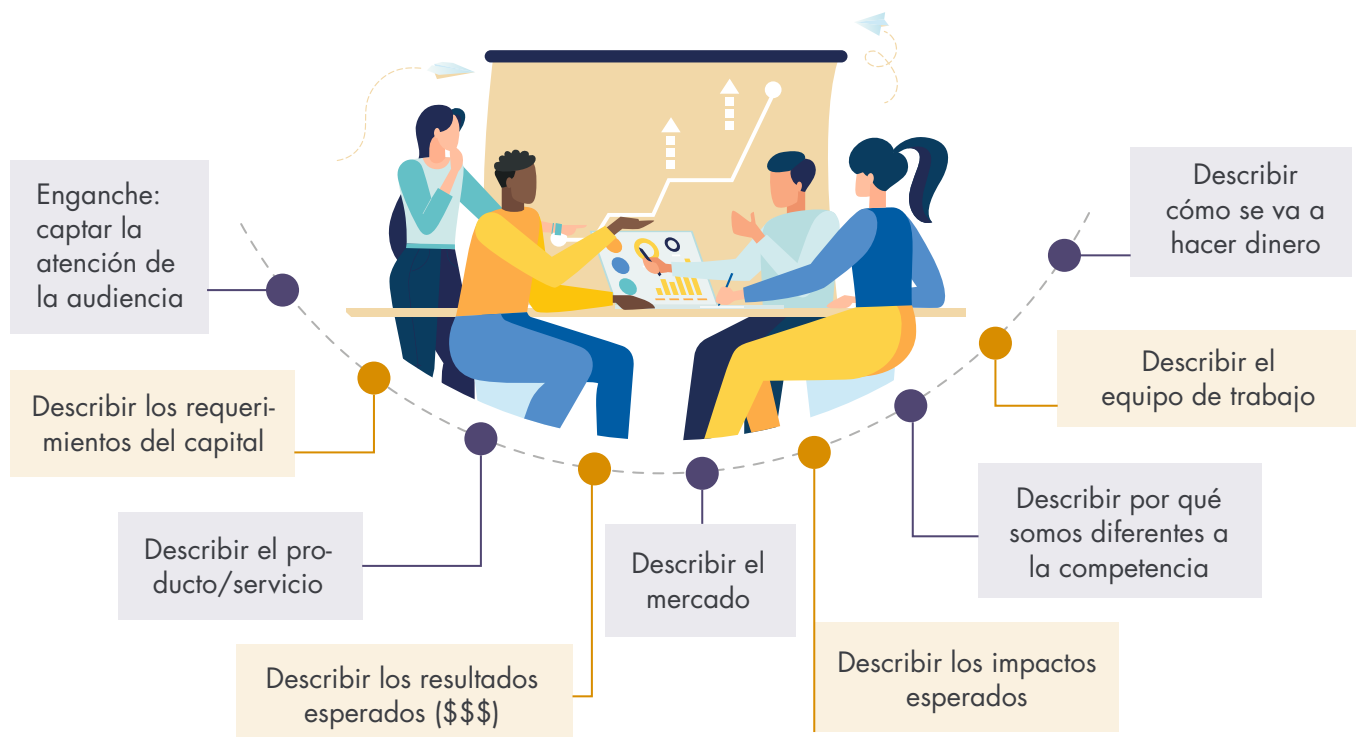 Enganche:
captar la
atención de
la audiencia
Describir los requeri-
mientos del capital
Describir el pro-
ducto/servicio
Describir los resultados
esperados ($$$)
Describir el
mercado
Describir los impactos
esperados
Describir por qué
somos diferentes a
la competencia
Describir el
equipo de trabajo
Describir
cómo se va a
hacer dinero